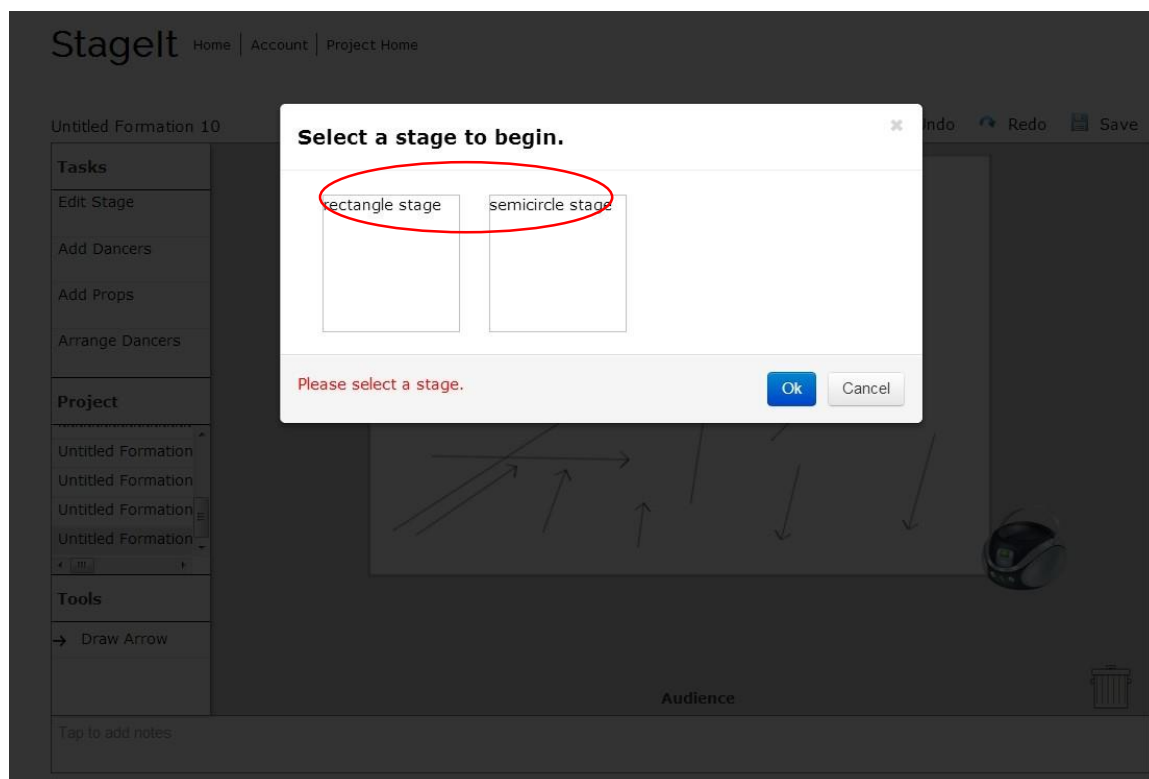 StageIt Home | Account | Project Home
Untitled Formation 10
Undo Redo Save
Select a stage to begin.
rectangle stage semicircle stage
Please select a stage.
Ok Cancel
Tasks
Edit Stage
Add Dancers
Add Props
Arrange Dancers
Project
Untitled Formation
Untitled Formation
Untitled Formation
Untitled Formation
Tools
Draw Arrow
Audience
Tap to add notes